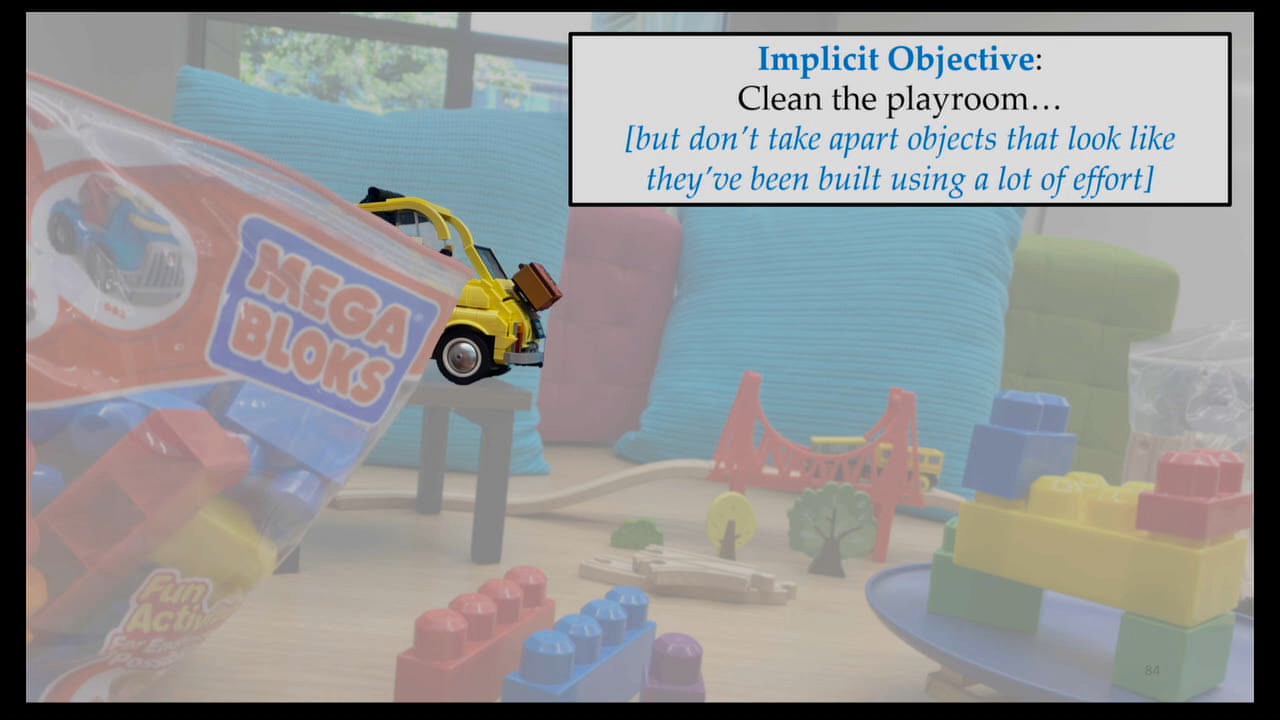 Implicit Objective:
Clean the playroom…
[but don't take apart objects that look like
they've been built using a lot of effort]
MEGA
BLOKS
Fun
84